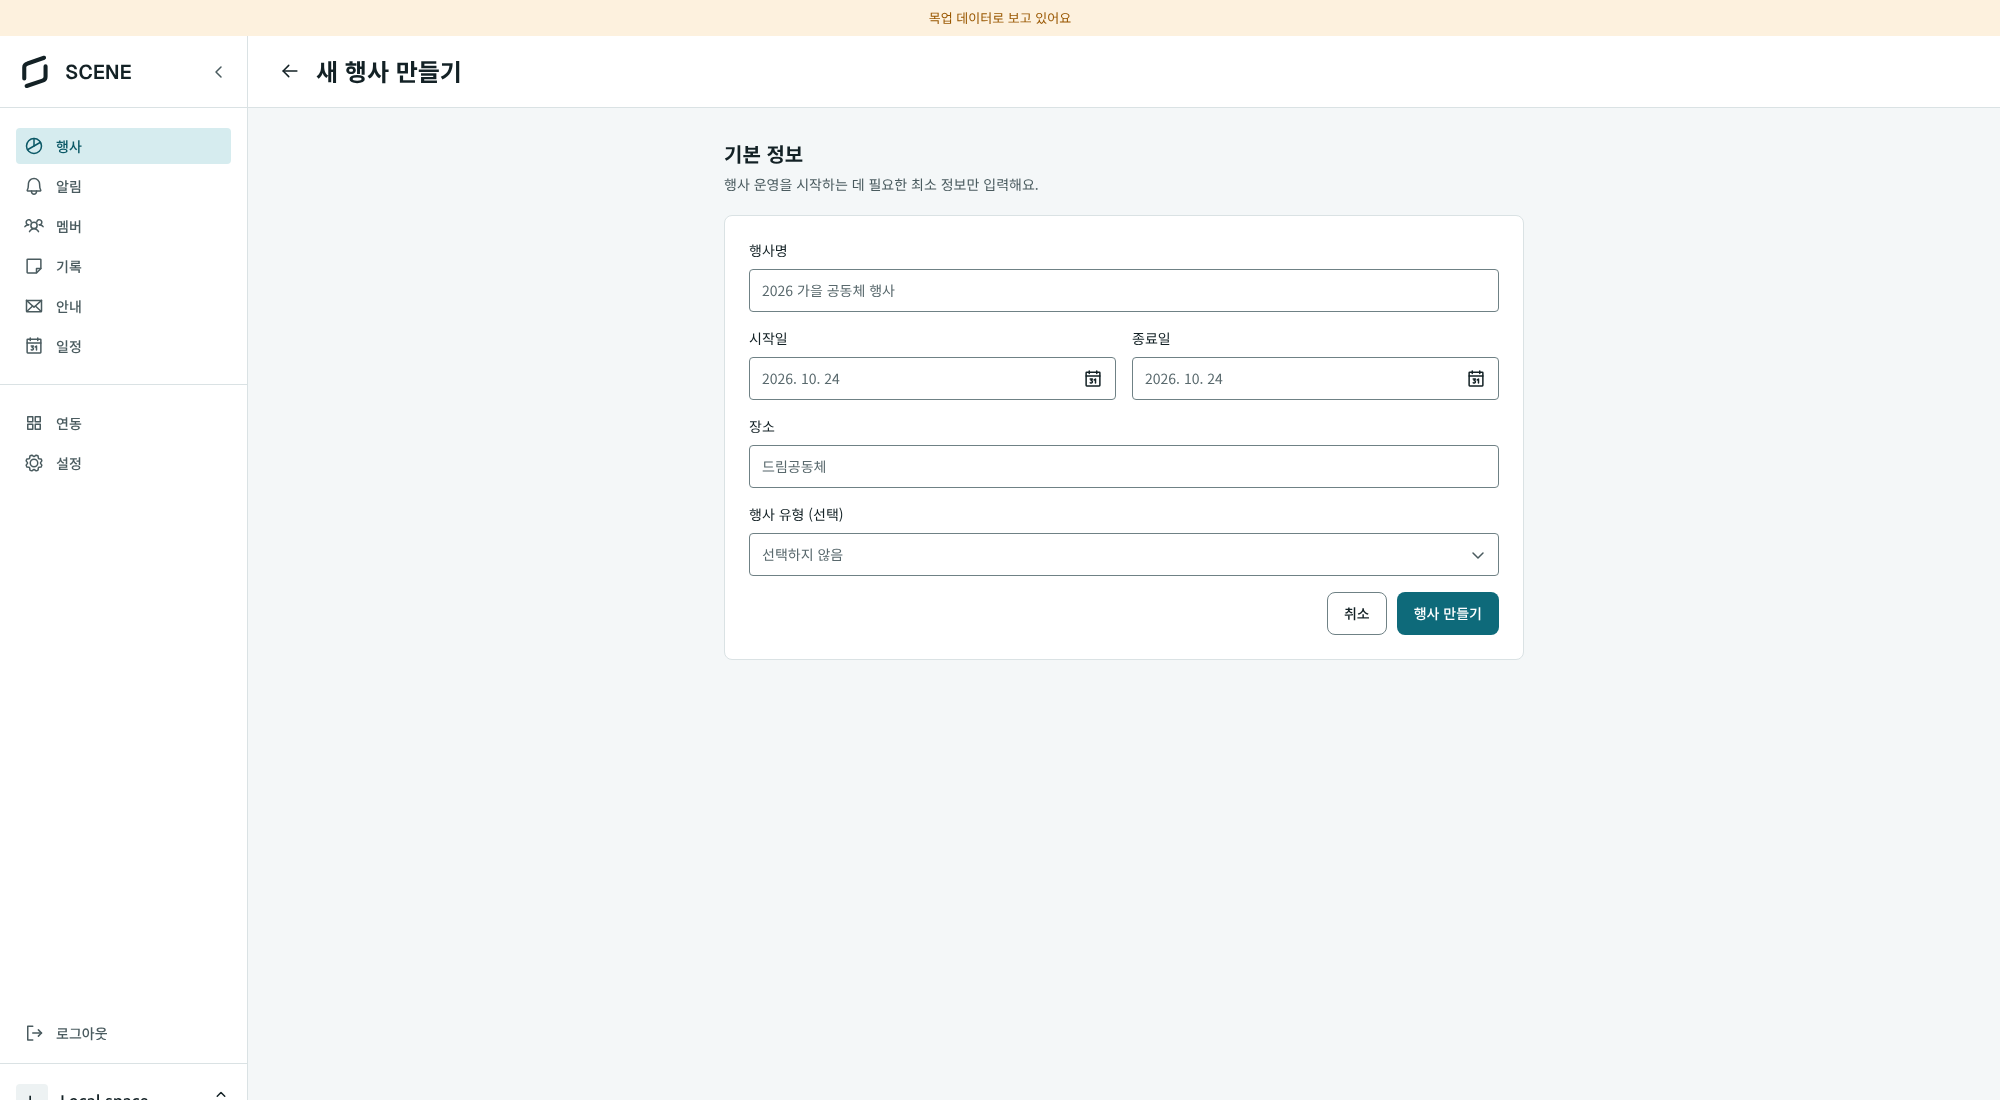 목업 데이터로 보고 있어요
SCENE
새 행사 만들기
행사
알림
멤버
기록
안내
일정
연동
설정
로그아웃
기본 정보
행사 운영을 시작하는 데 필요한 최소 정보만 입력해요.
행사명
2026 가을 공동체 행사
시작일
종료일
2026. 10. 24
31
2026. 10. 24
31
장소
드림공동체
행사 유형 (선택)
선택하지 않음
취소
행사 만들기
Local space